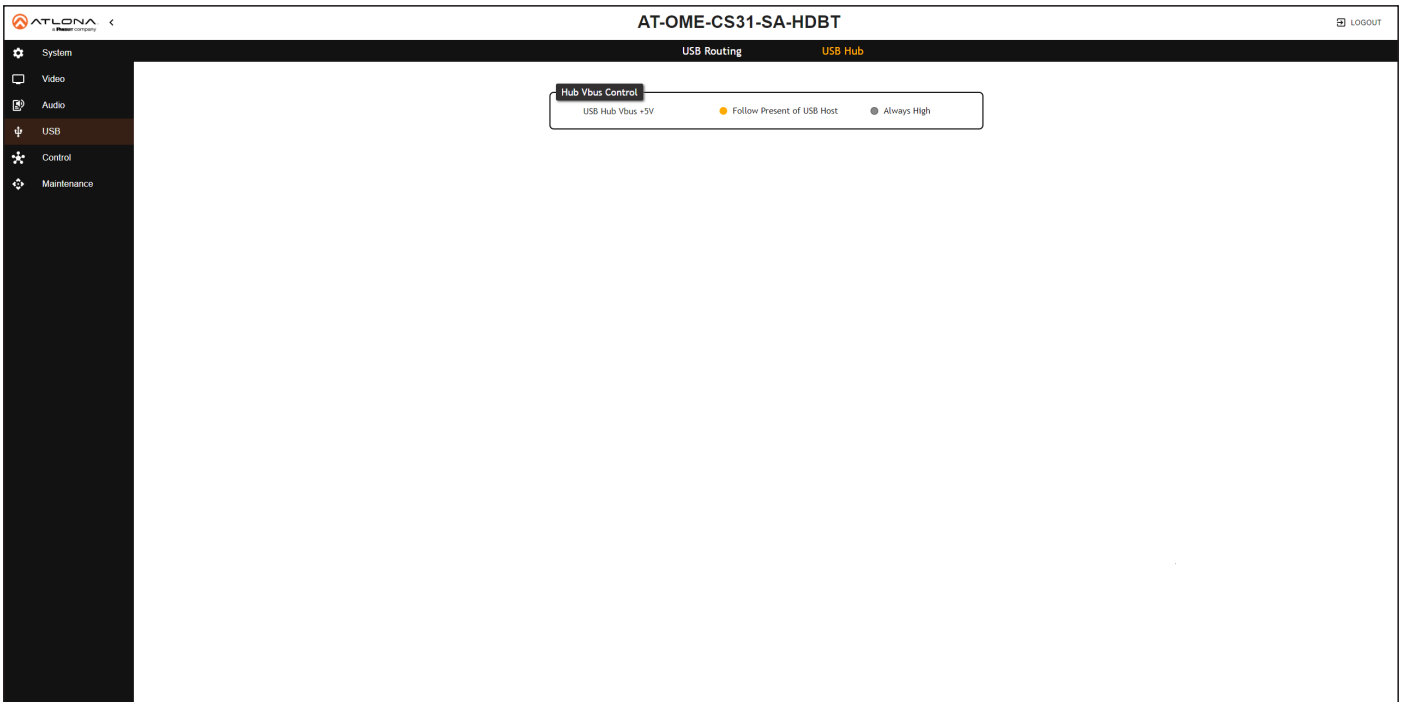 ATLONA
a Panduit company
AT-OME-CS31-SA-HDBT
LOGOUT
System
USB Routing
USB Hub
Video
Audio
USB
Control
Maintenance
Hub Vbus Control
USB Hub Vbus +5V
Follow Present of USB Host
Always High